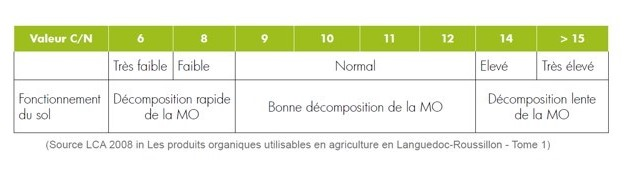 Valeur C/N 6 8 9 10 11 12 14 > 15
Très faible Faible Normal Elevé Très élevé
Fonctionnement Décomposition rapide Bonne décomposition de la MO Décomposition lente
du sol de la MO de la MO
(Source LCA 2008 in Les produits organiques utilisables en agriculture en Languedoc-Roussillon - Tome 1)